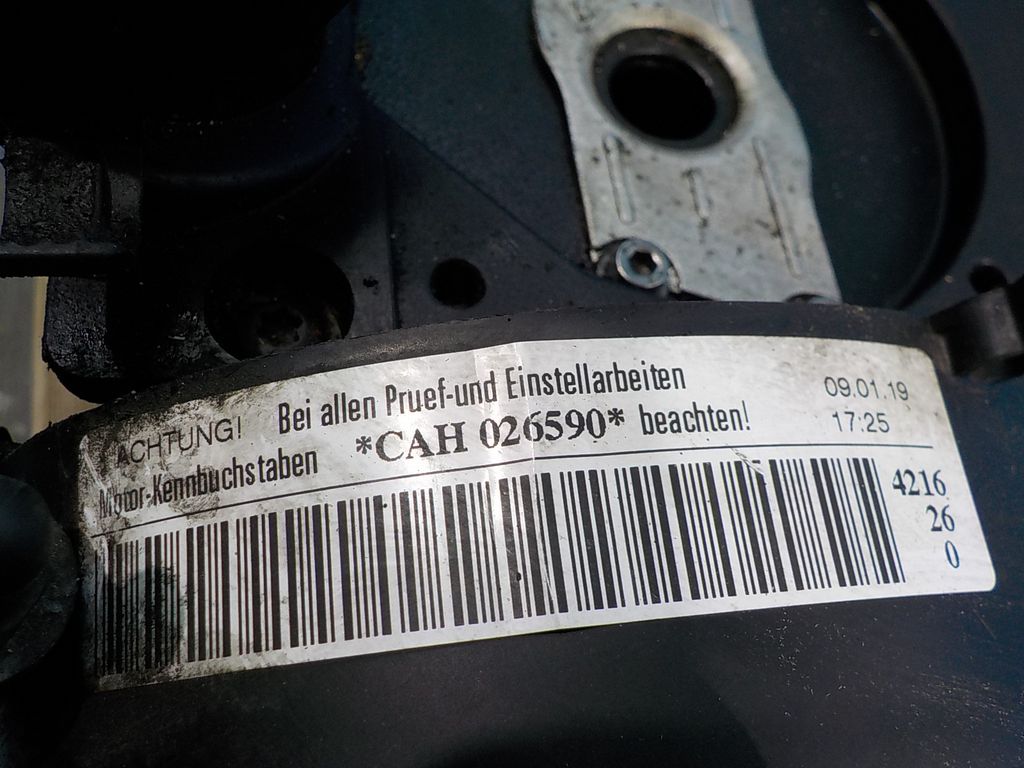 ACHTUNG! Bei allen Pruef-und Einstellarbeiten
Motor-Kennbuchstaben *CAH 026590* beachten!
09.01.19
17:25
4216
26
0